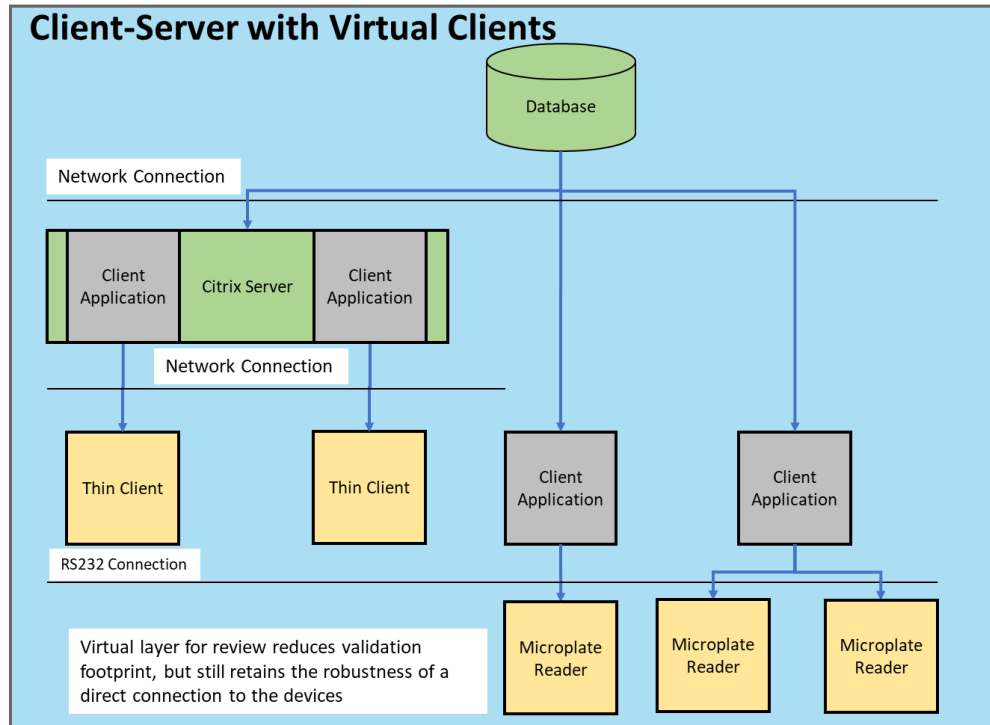 Client-Server with Virtual Clients
Database
Network Connection
Client
Application
Citrix Server
Client
Application
Network Connection
Thin Client
Thin Client
Client
Application
Client
Application
RS232 Connection
Microplate
Reader
Microplate
Reader
Microplate
Reader
Virtual layer for review reduces validation
footprint, but still retains the robustness of a
direct connection to the devices